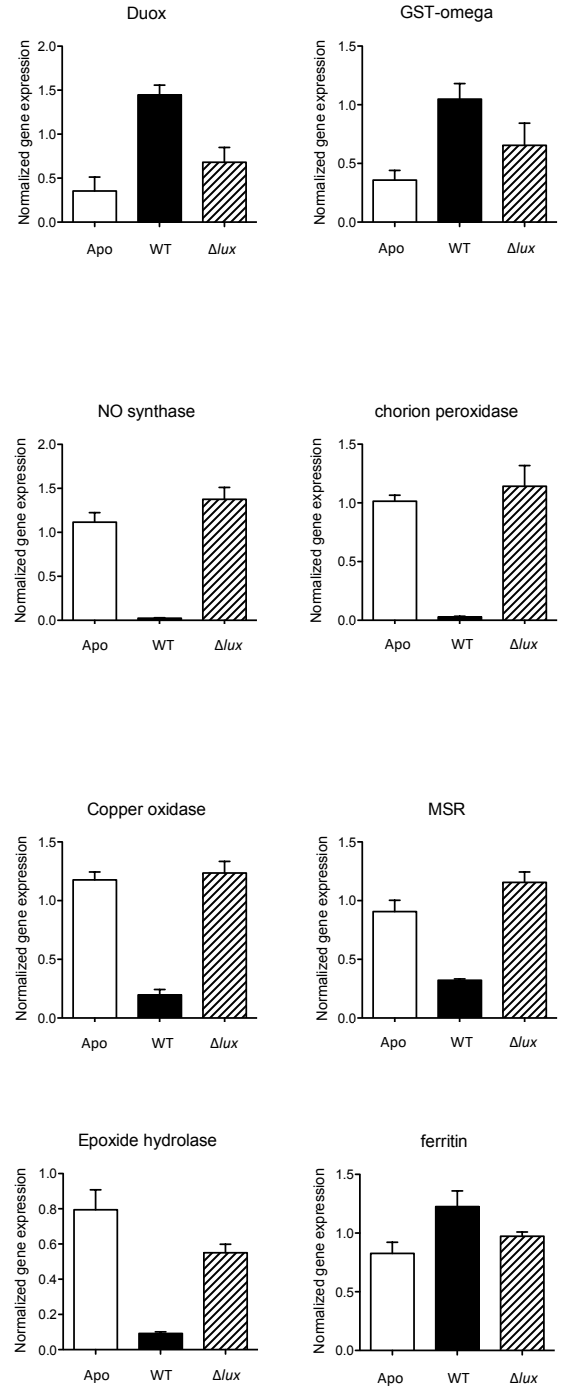 Duox
Normalized gene expression
2.0
1.5
1.0
0.5
0.0
Apo WT Δlux
GST-omega
Normalized gene expression
1.5
1.0
0.5
0.0
Apo WT Δlux
NO synthase
Normalized gene expression
2.0
1.5
1.0
0.5
0.0
Apo WT Δlux
chorion peroxidase
Normalized gene expression
1.5
1.0
0.5
0.0
Apo WT Δlux
Copper oxidase
Normalized gene expression
1.5
1.0
0.5
0.0
Apo WT Δlux
MSR
Normalized gene expression
1.5
1.0
0.5
0.0
Apo WT Δlux
Epoxide hydrolase
Normalized gene expression
1.0
0.8
0.6
0.4
0.2
0.0
Apo WT Δlux
ferritin
Normalized gene expression
1.5
1.0
0.5
0.0
Apo WT Δlux